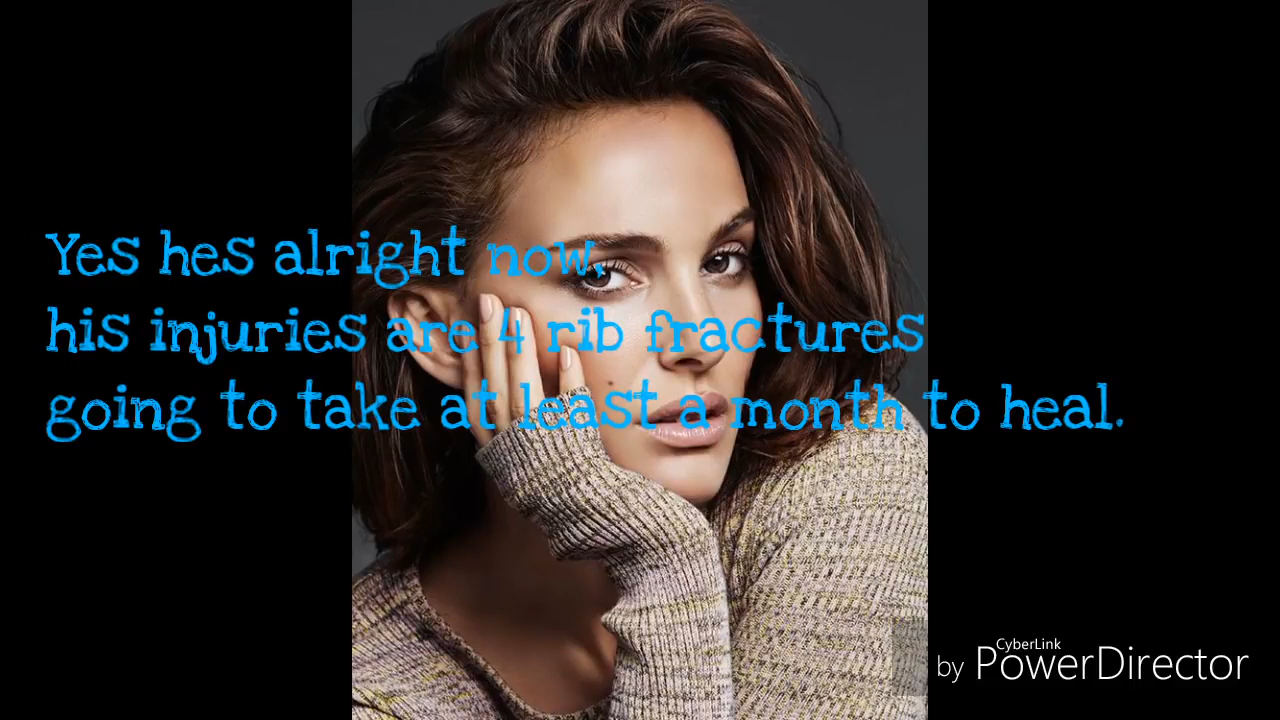 Yes hes alright now,
his injuries are 4 rib fractures
going to take at least a month to heal.
CyberLink
by PowerDirector